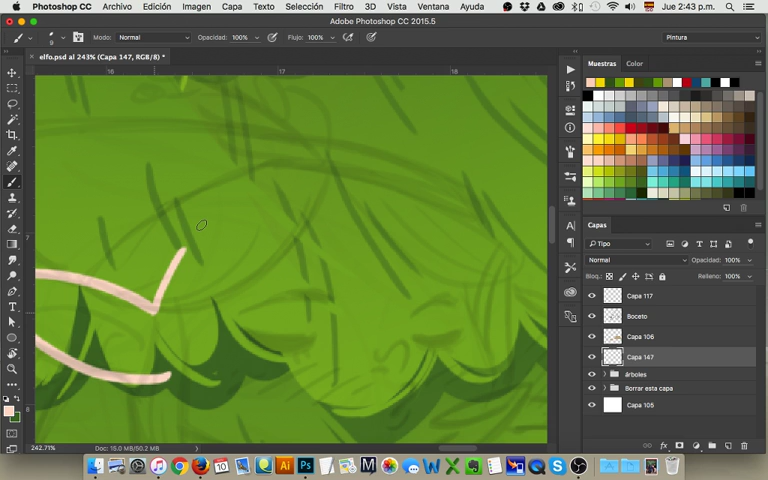 Photoshop CC Archivo Edición Imagen Capa Texto Selección Filtro 3D Vista Ventana Ayuda Jue 2:43 p.m.
Adobe Photoshop CC 2015.5
9 Modo: Normal Opacidad: 100% Flujo: 100% Pintura
× elfo.psd al 243% (Capa 147, RGB/8) *
16 17 18
Muestras Color
7
8
Capas
Tipo
Normal Opacidad: 100%
Bloq.: Relleno: 100%
Capa 117
Boceto
Capa 106
Capa 147
árboles
Borrar esta capa
Capa 105
242.71% Doc: 15.0 MB/50.2 MB